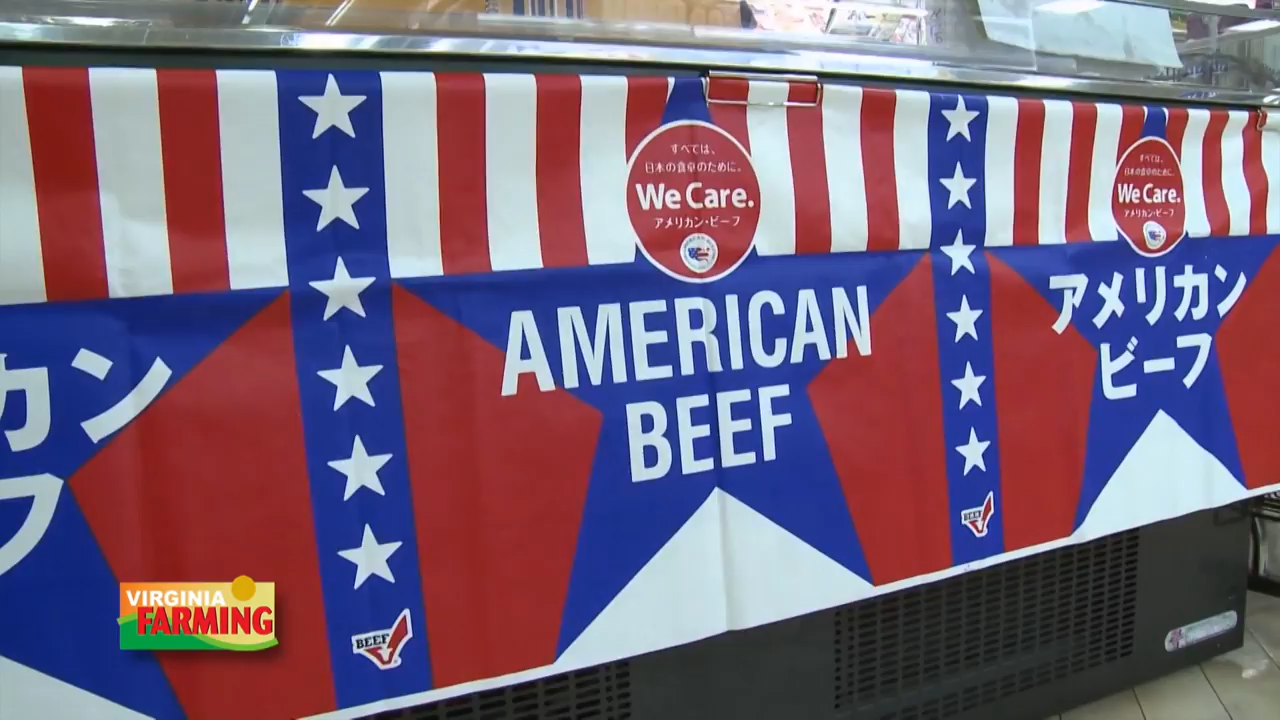 すべては、
日本の食卓のために。
We Care.
アメリカン・ビーフ
すべては、
日本の食卓のために。
We Care.
アメリカン・ビーフ
AMERICAN
BEEF
アメリカン
ビーフ
カン
フ
BEEF
BEEF
VIRGINIA
FARMING